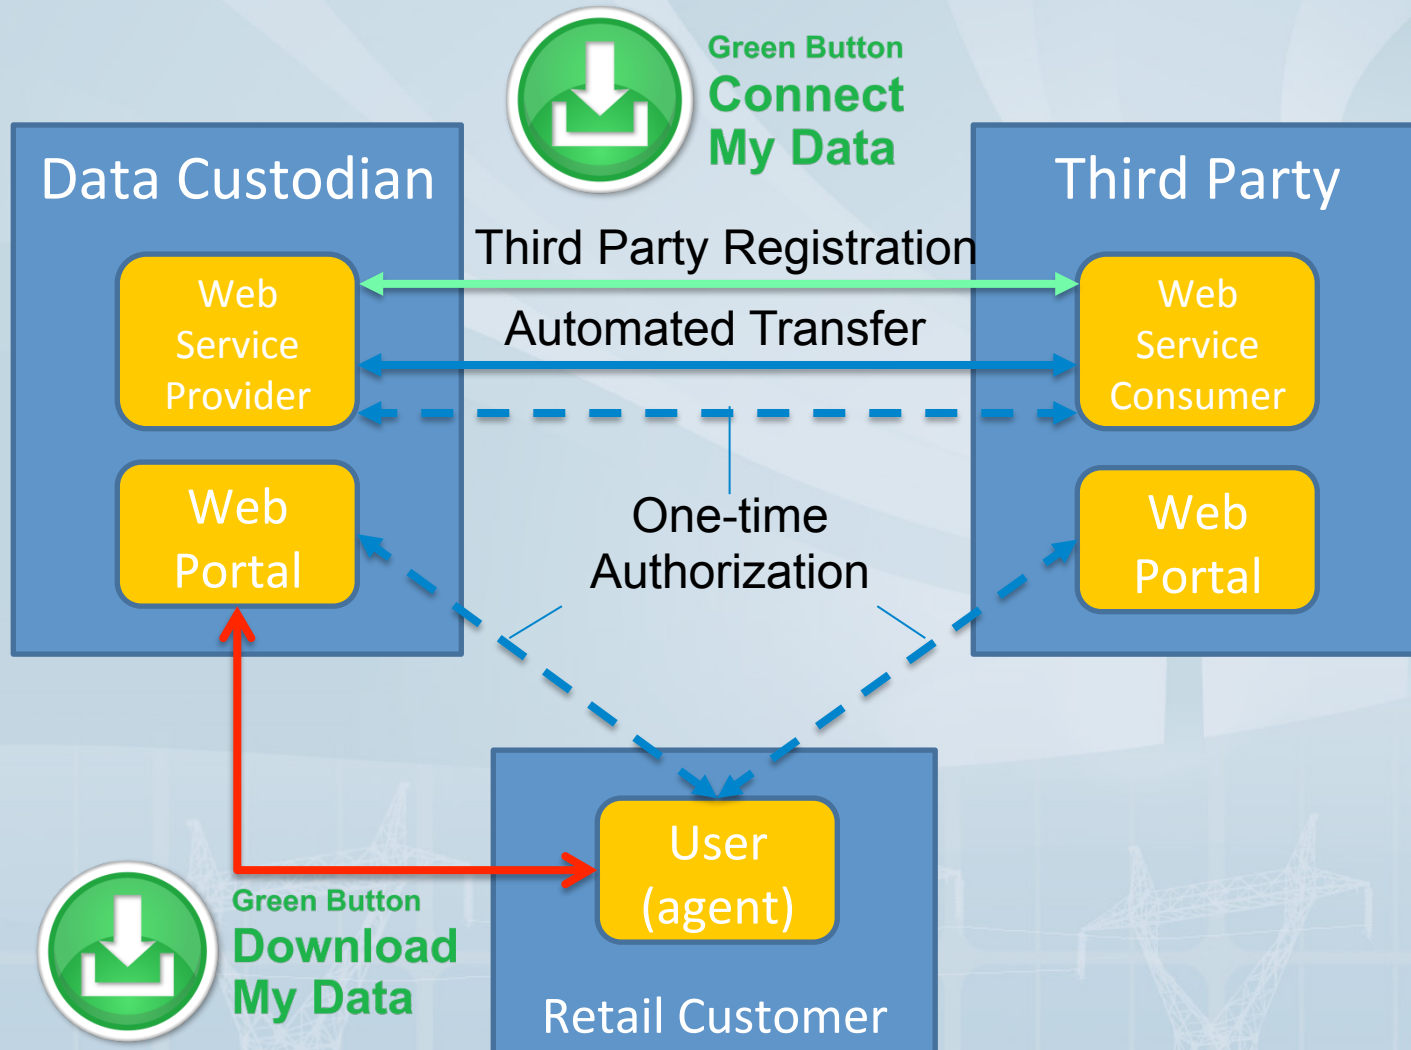 Green Button
Connect
My Data
Data Custodian
Third Party
Third Party Registration
Web
Service
Provider
Automated Transfer
Web
Service
Consumer
Web
Portal
One-time
Authorization
Web
Portal
User
(agent)
Retail Customer
Green Button
Download
My Data